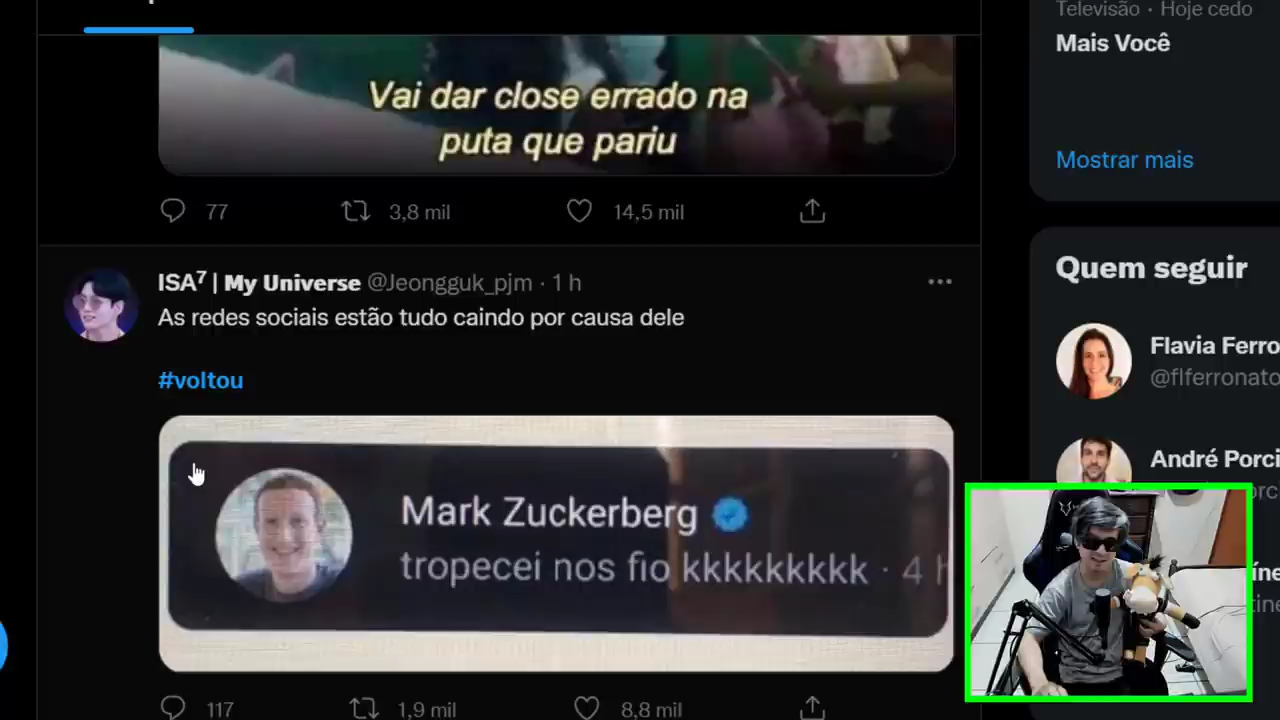 Televisão · Hoje cedo
Mais Você
Mostrar mais
Vai dar close errado na
puta que pariu
77 3,8 mil 14,5 mil
ISA⁷ | My Universe @Jeongguk_pjm · 1 h
As redes sociais estão tudo caindo por causa dele
#voltou
Mark Zuckerberg
tropecei nos fio kkkkkkkkk · 4 h
117 1,9 mil 8,8 mil
Quem seguir
Flavia Ferro
@flferronato
André Porci